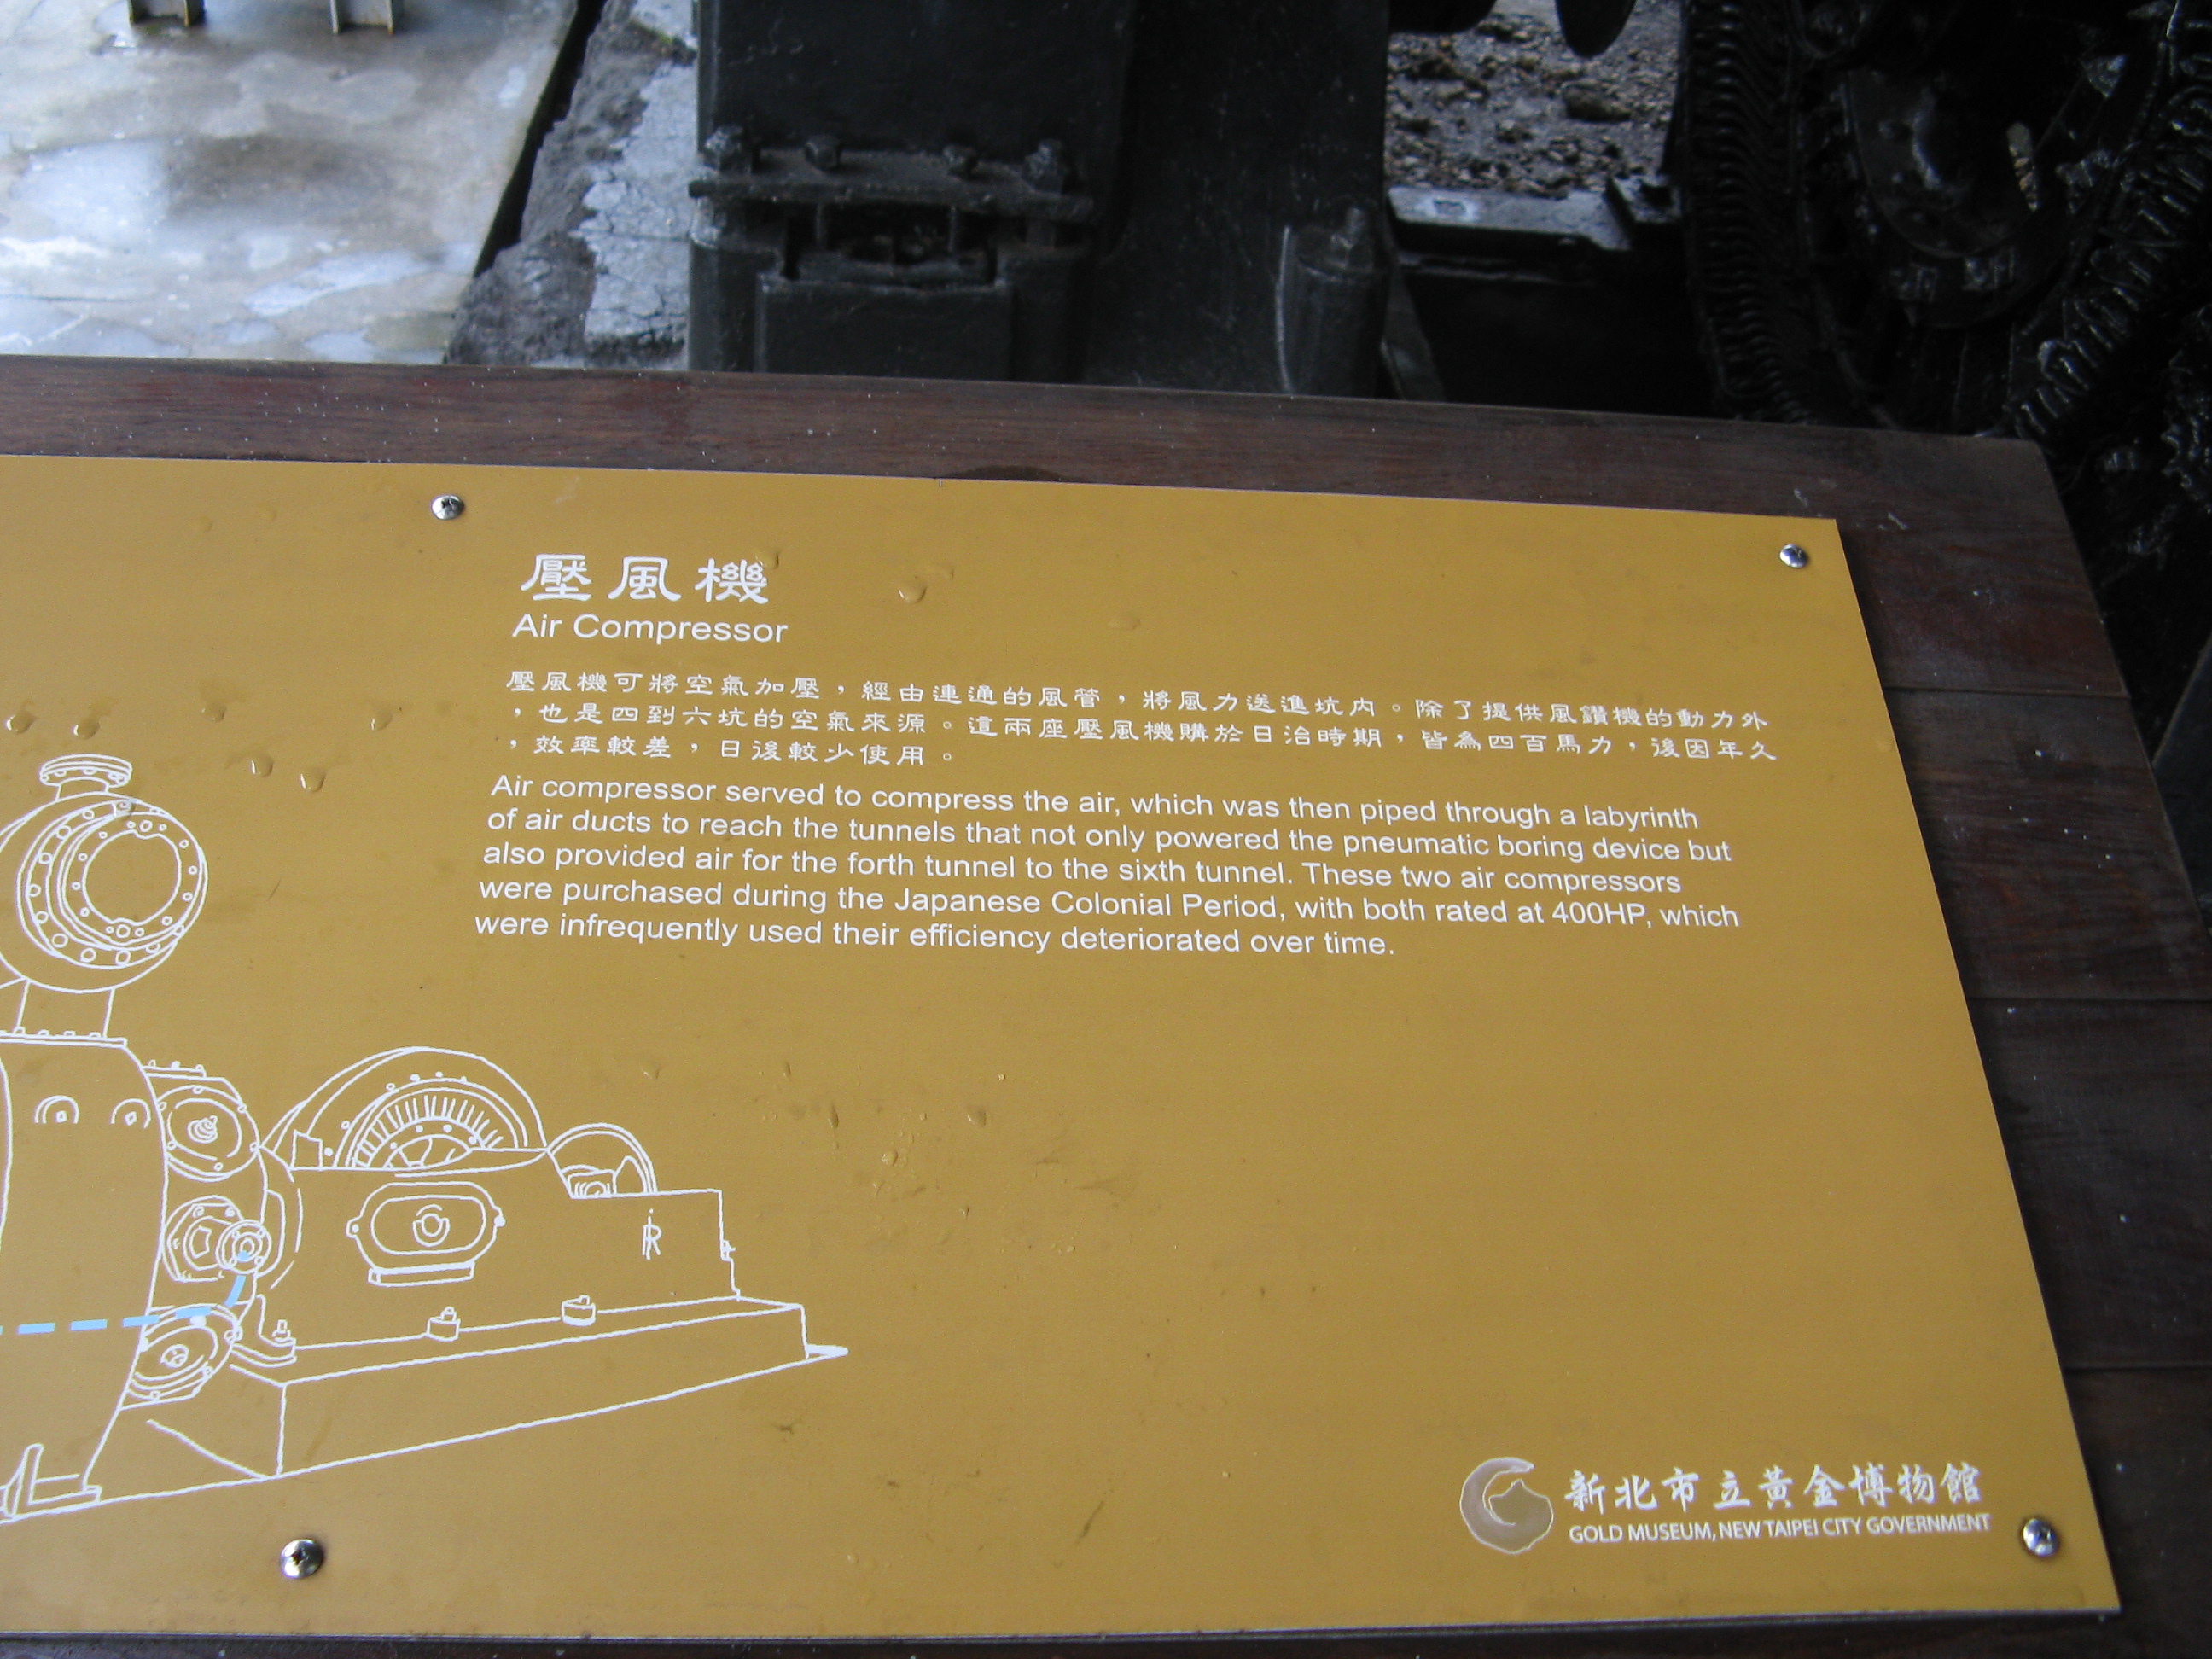 壓風機
Air Compressor
壓風機可將空氣加壓，經由連通的風管，將風力送進坑內。除了提供風鑽機的動力外
，也是四到六坑的空氣來源。這兩座壓風機購於日治時期，皆為四百馬力，後因年久
，效率較差，日後較少使用。
Air compressor served to compress the air, which was then piped through a labyrinth
of air ducts to reach the tunnels that not only powered the pneumatic boring device but
also provided air for the forth tunnel to the sixth tunnel. These two air compressors
were purchased during the Japanese Colonial Period, with both rated at 400HP, which
were infrequently used their efficiency deteriorated over time.
IR
新北市立黃金博物館
GOLD MUSEUM, NEW TAIPEI CITY GOVERNMENT